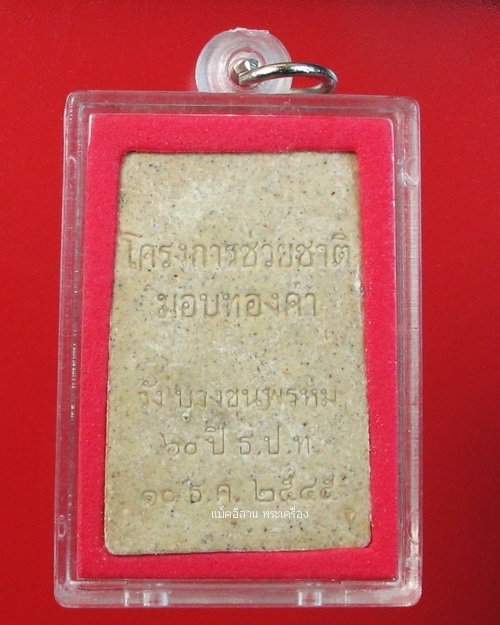 โครงการช่วยชาติ
มอบทองคำ
วังบางขุนพรหม
๖๐ ปี ธ.ป.ท
๑๐ ธ.ค. ๒๕๔๕
แม็คอีสาน พระเครื่อง